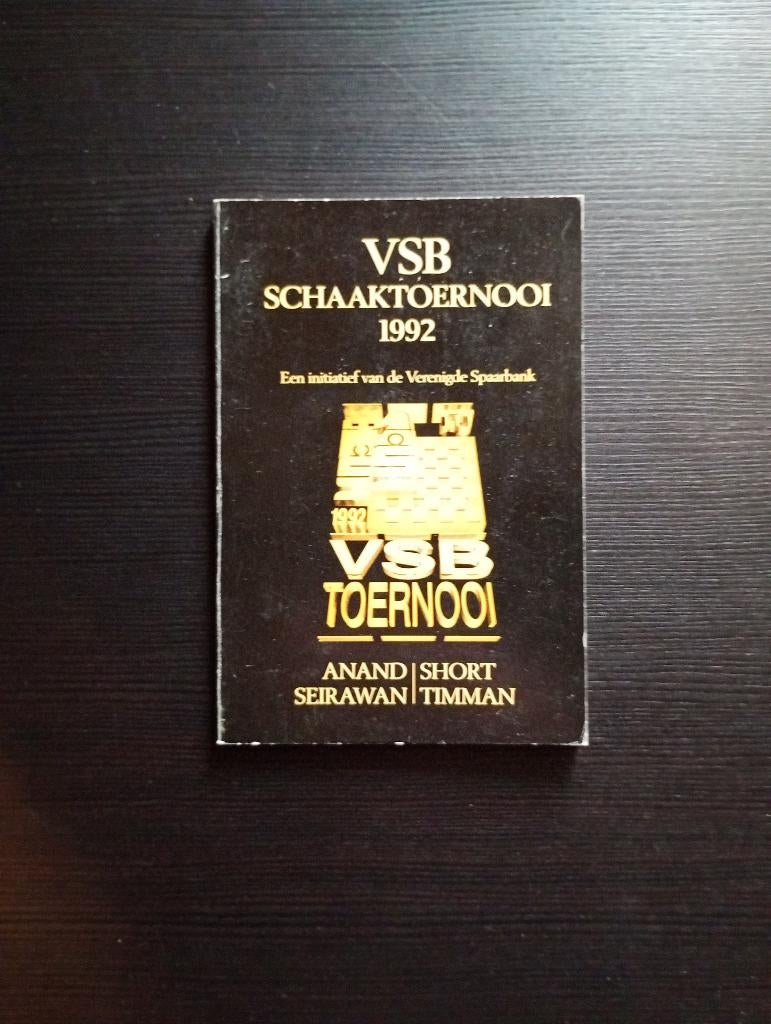 VSB
SCHAAKTOERNOOI
1992
Een initiatief van de Verenigde Spaarbank
1992
VSB
TOERNOOI
ANAND | SHORT
SEIRAWAN | TIMMAN